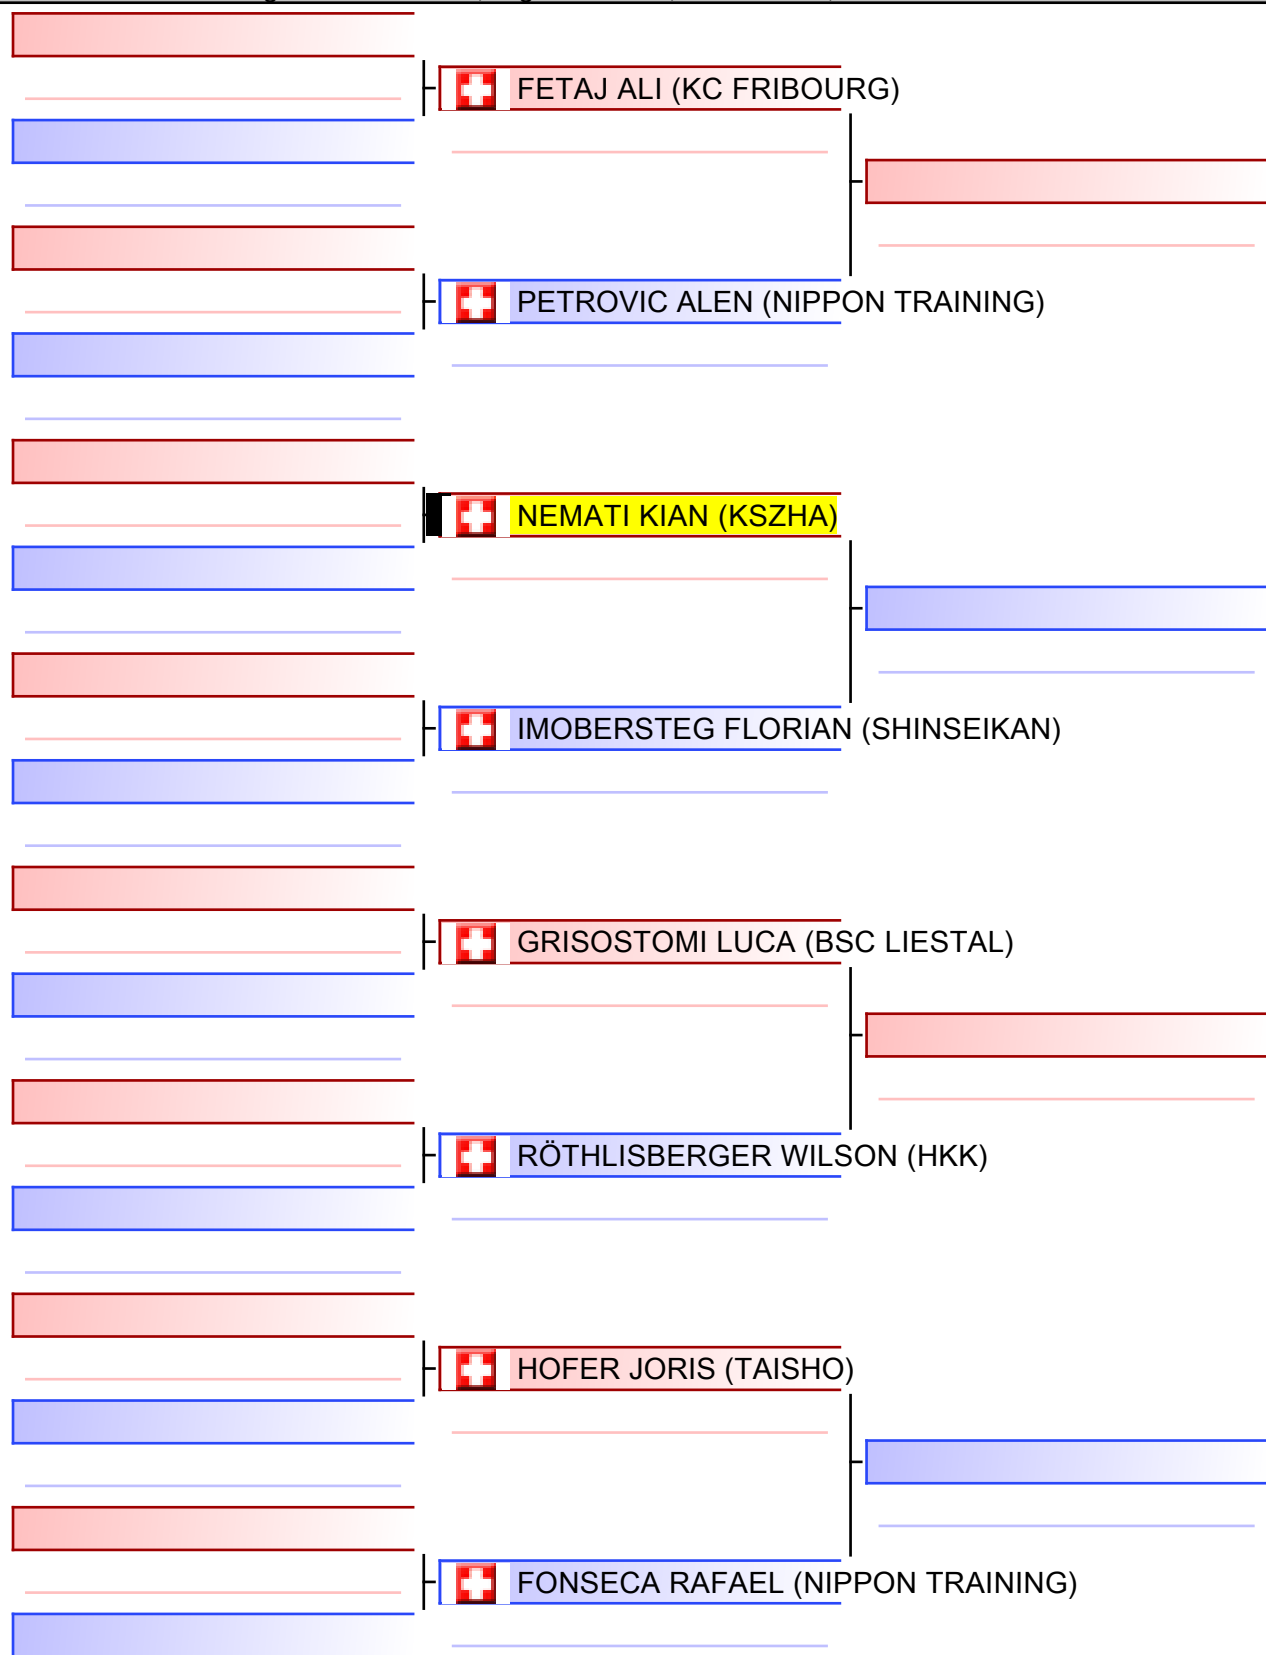 FETAJ ALI (KC FRIBOURG)
PETROVIC ALEN (NIPPON TRAINING)
NEMATI KIAN (KSZHA)
IMOBERSTEG FLORIAN (SHINSEIKAN)
GRISOSTOMI LUCA (BSC LIESTAL)
RÖTHLISBERGER WILSON (HKK)
HOFER JORIS (TAISHO)
FONSECA RAFAEL (NIPPON TRAINING)